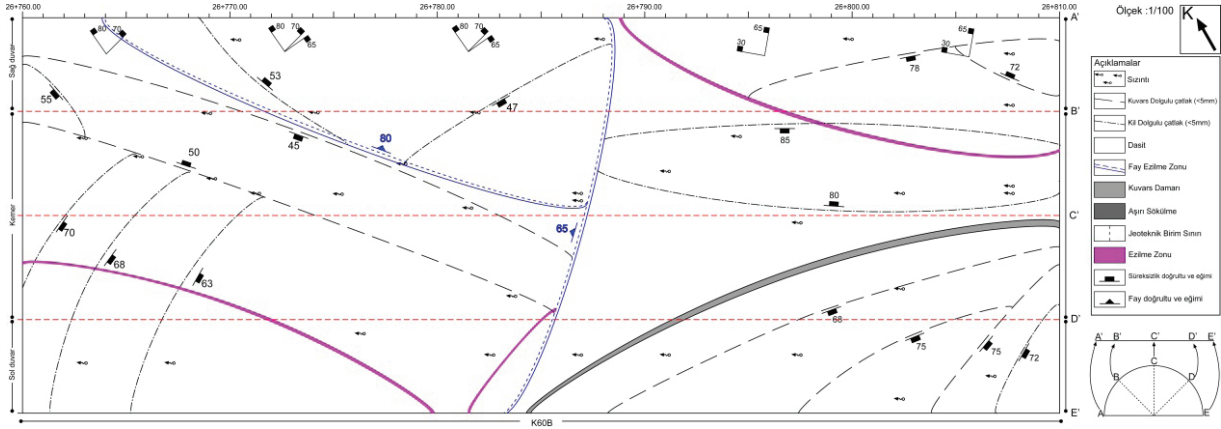 26+760.00 26+770.00 26+780.00 26+790.00 26+800.00 26+810.00
A'
B'
C'
D'
E'
Sağ duvar
Kemer
Sol duvar
80 70
80 70 65
80 70 65
65 30
65 30
53
55
47
78
72
45
80
85
50
80
65
70
68
63
68
75
75
72
K60B
Ölçek :1/100
K
Açıklamalar
Sızıntı
Kuvars Dolgulu çatlak (<5mm)
Kil Dolgulu çatlak (<5mm)
Dasit
Fay Ezilme Zonu
Kuvars Damarı
Aşırı Sökülme
Jeoteknik Birim Sınırı
Ezilme Zonu
Süreksizlik doğrultu ve eğimi
Fay doğrultu ve eğimi
A' B' C' D' E'
C
B D
A E